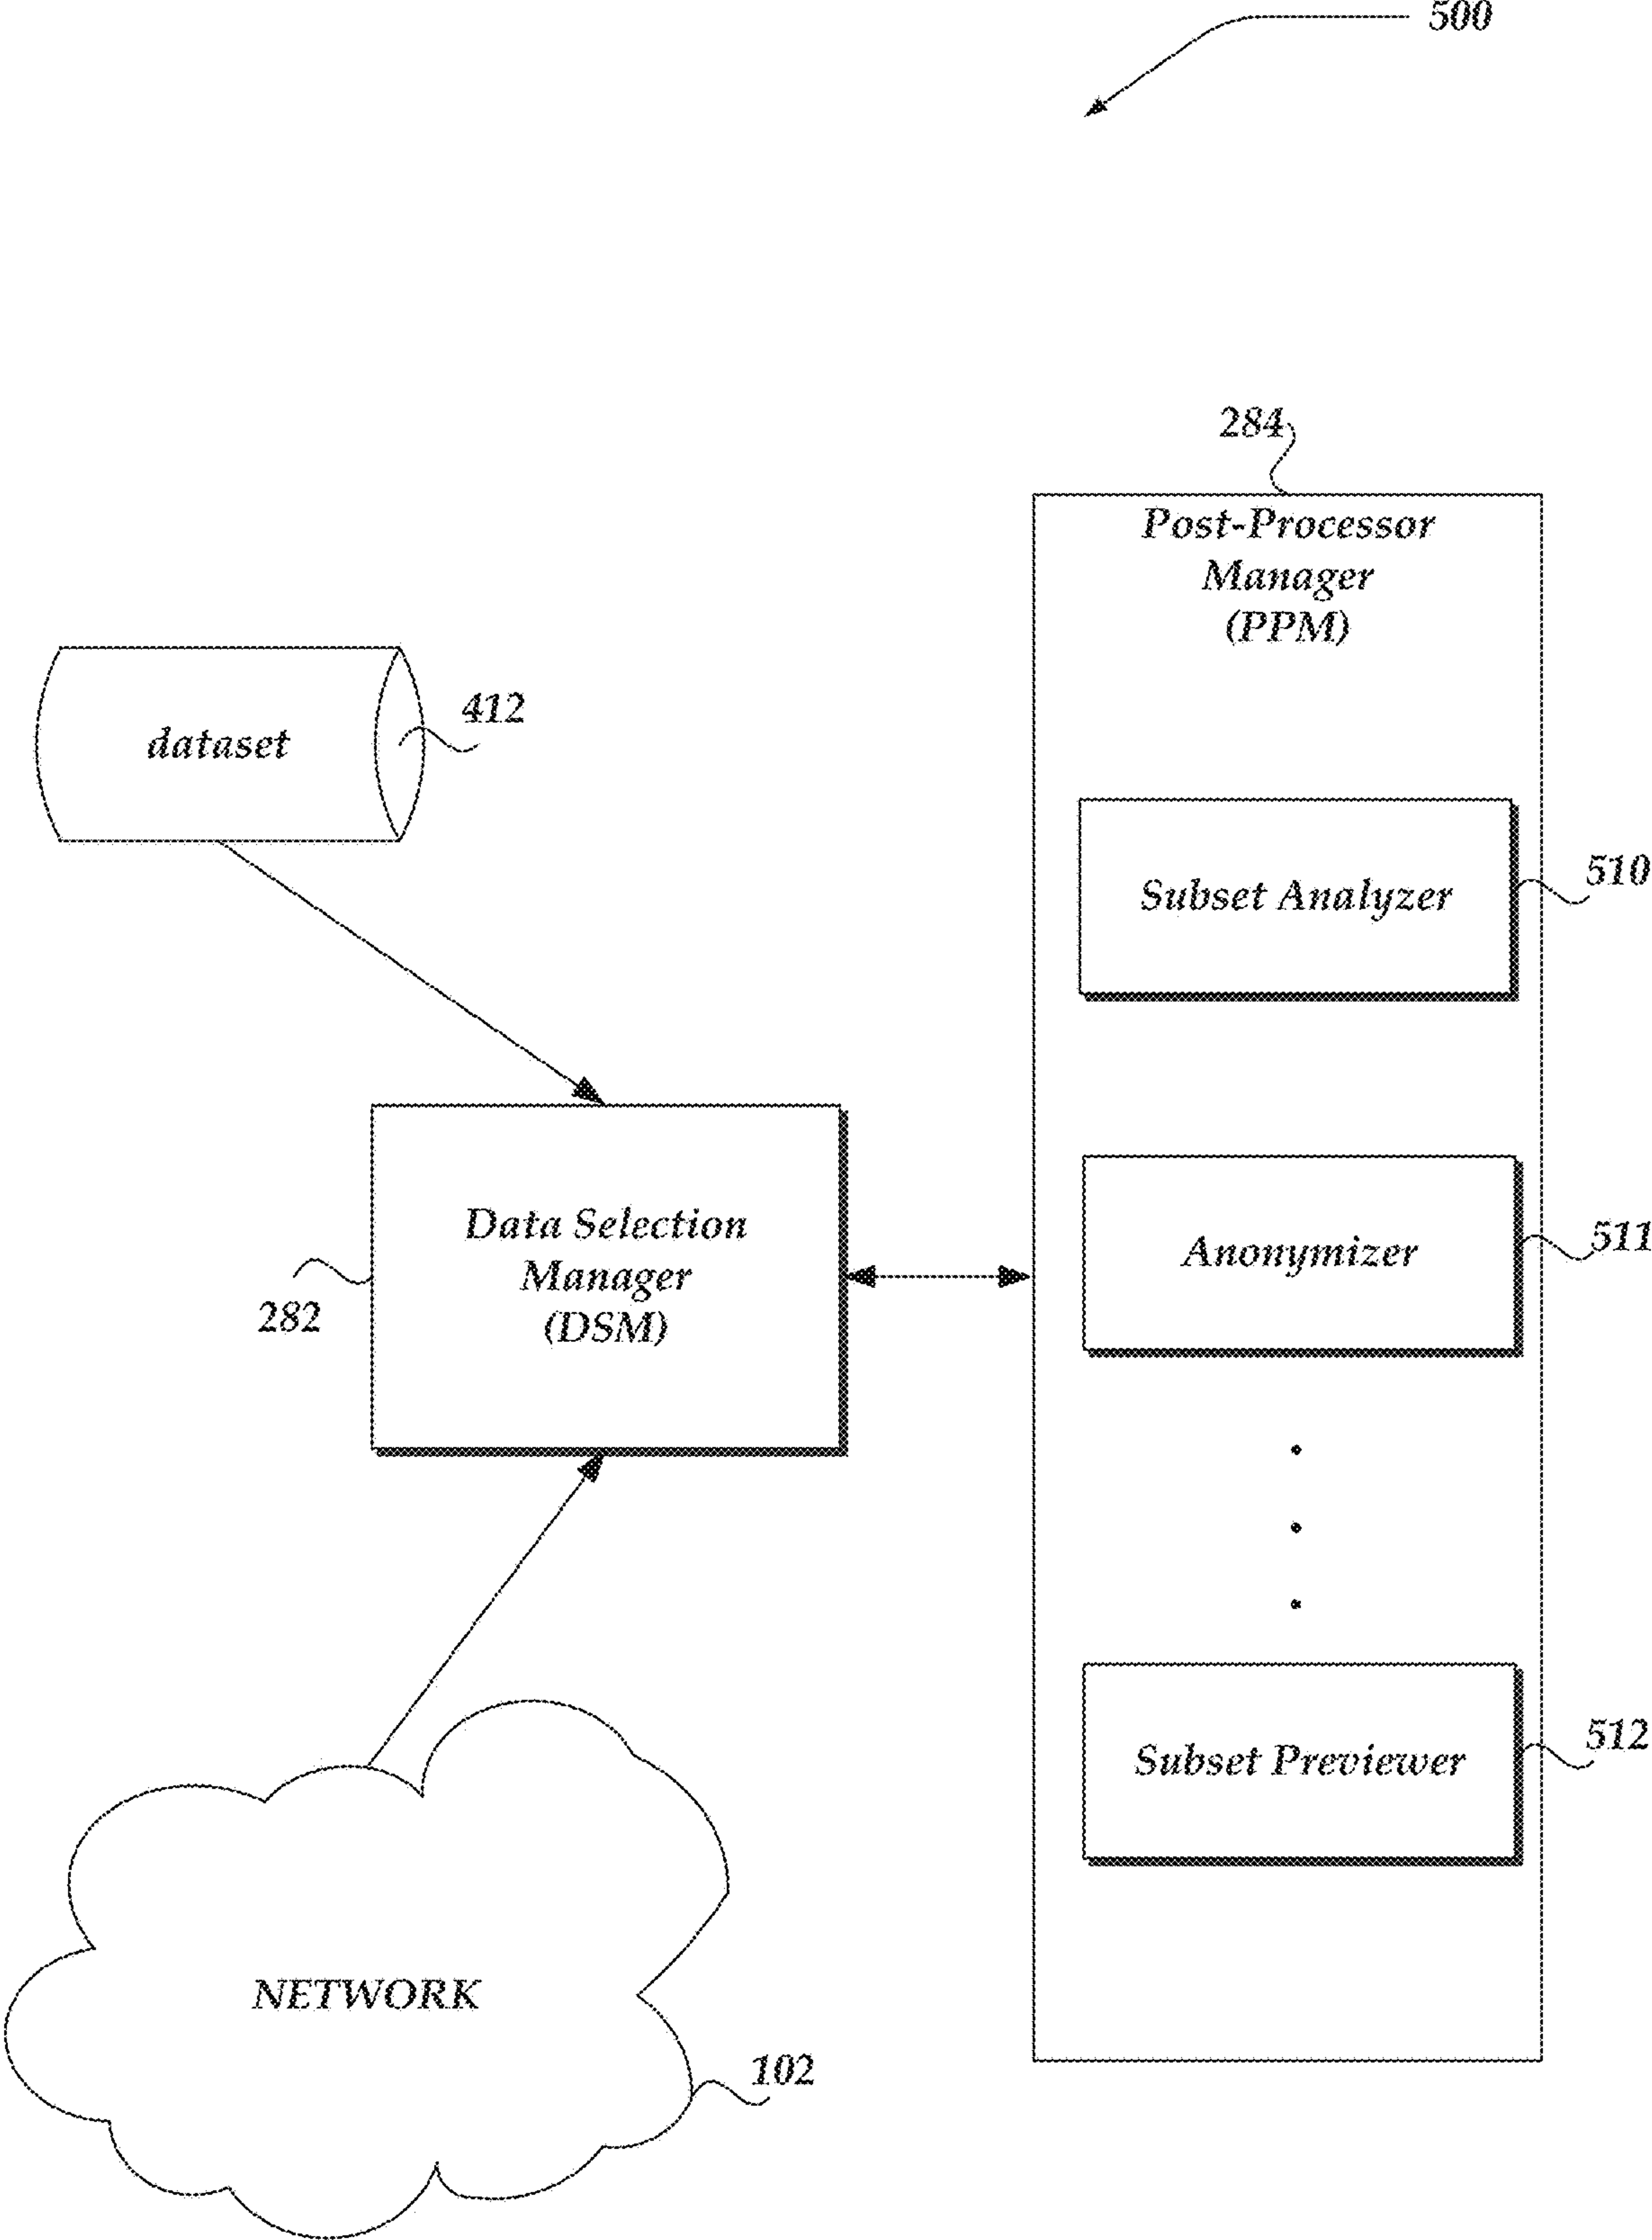 500
284
Post-Processor
Manager
(PPM)
412
dataset
510
Subset Analyzer
Data Selection
Manager
(DSM)
282
511
Anonymizer
512
Subset Previewer
NETWORK
102